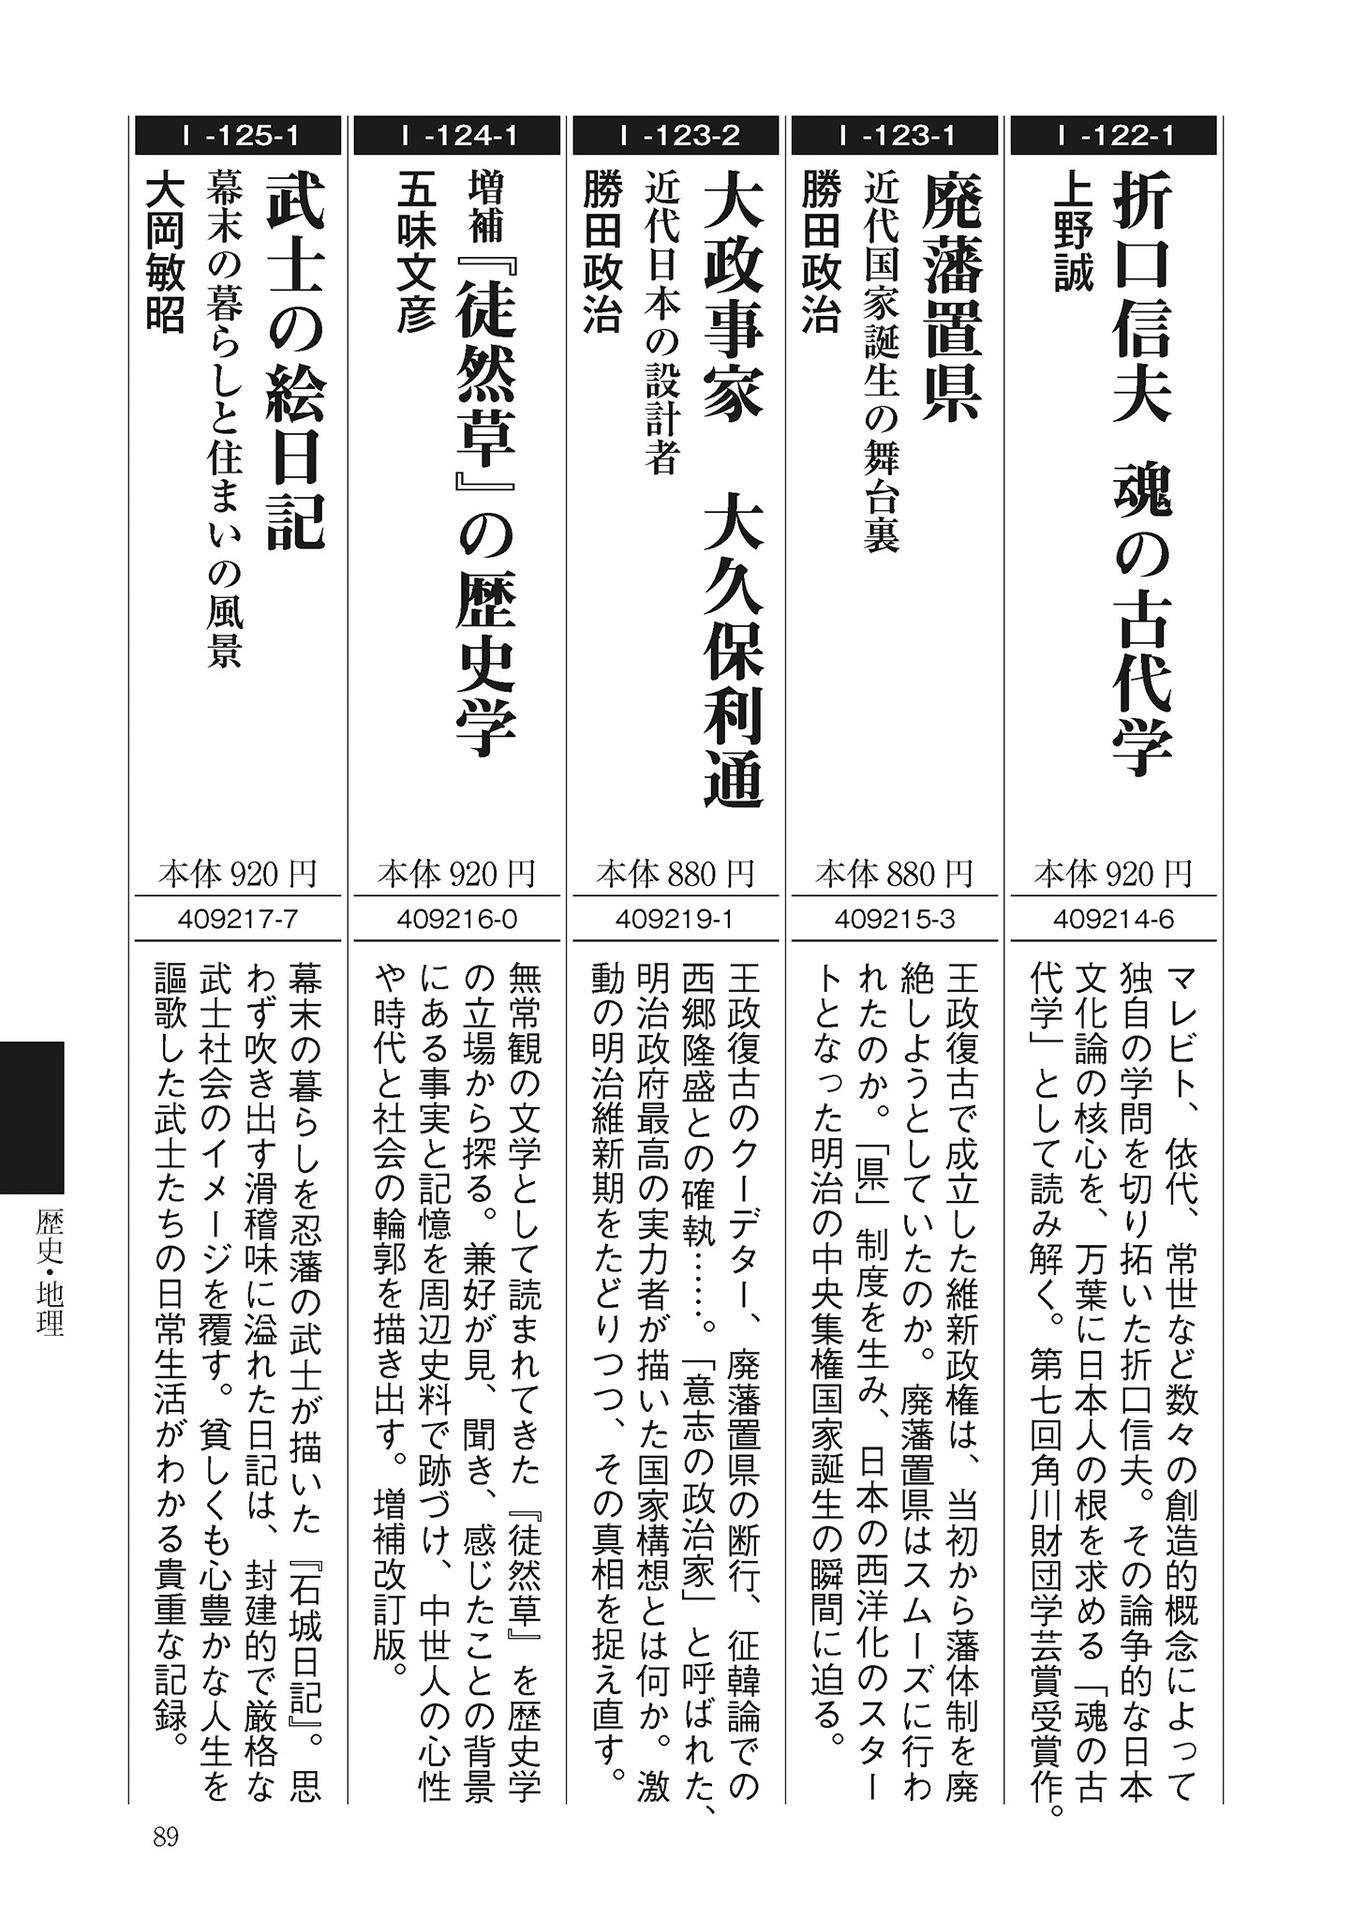 I-122-1
折口信夫 魂の古代学
上野誠
本体920円
409214-6
マレビト、依代、常世など数々の創造的概念によって
独自の学問を切り拓いた折口信夫。その論争的な日本
文化論の核心を、万葉に日本人の根を求める「魂の古
代学」として読み解く。第七回角川財団学芸賞受賞作。
I-123-1
廃藩置県
近代国家誕生の舞台裏
勝田政治
本体880円
409215-3
王政復古で成立した維新政権は、当初から藩体制を廃
絶しようとしていたのか。廃藩置県はスムーズに行わ
れたのか。「県」制度を生み、日本の西洋化のスター
トとなった明治の中央集権国家誕生の瞬間に迫る。
I-123-2
大政事家 大久保利通
近代日本の設計者
勝田政治
本体880円
409219-1
王政復古のクーデター、廃藩置県の断行、征韓論での
西郷隆盛との確執……。「意志の政治家」と呼ばれた、
明治政府最高の実力者が描いた国家構想とは何か。激
動の明治維新期をたどりつつ、その真相を捉え直す。
I-124-1
増補『徒然草』の歴史学
五味文彦
本体920円
409216-0
無常観の文学として読まれてきた『徒然草』を歴史学
の立場から探る。兼好が見、聞き、感じたことの背景
にある事実と記憶を周辺史料で跡づけ、中世人の心性
や時代と社会の輪郭を描き出す。増補改訂版。
I-125-1
武士の絵日記
幕末の暮らしと住まいの風景
大岡敏昭
本体920円
409217-7
幕末の暮らしを忍藩の武士が描いた『石城日記』。思
わず吹き出す滑稽味に溢れた日記は、封建的で厳格な
武士社会のイメージを覆す。貧しくも心豊かな人生を
謳歌した武士たちの日常生活がわかる貴重な記録。
歴史・地理
89